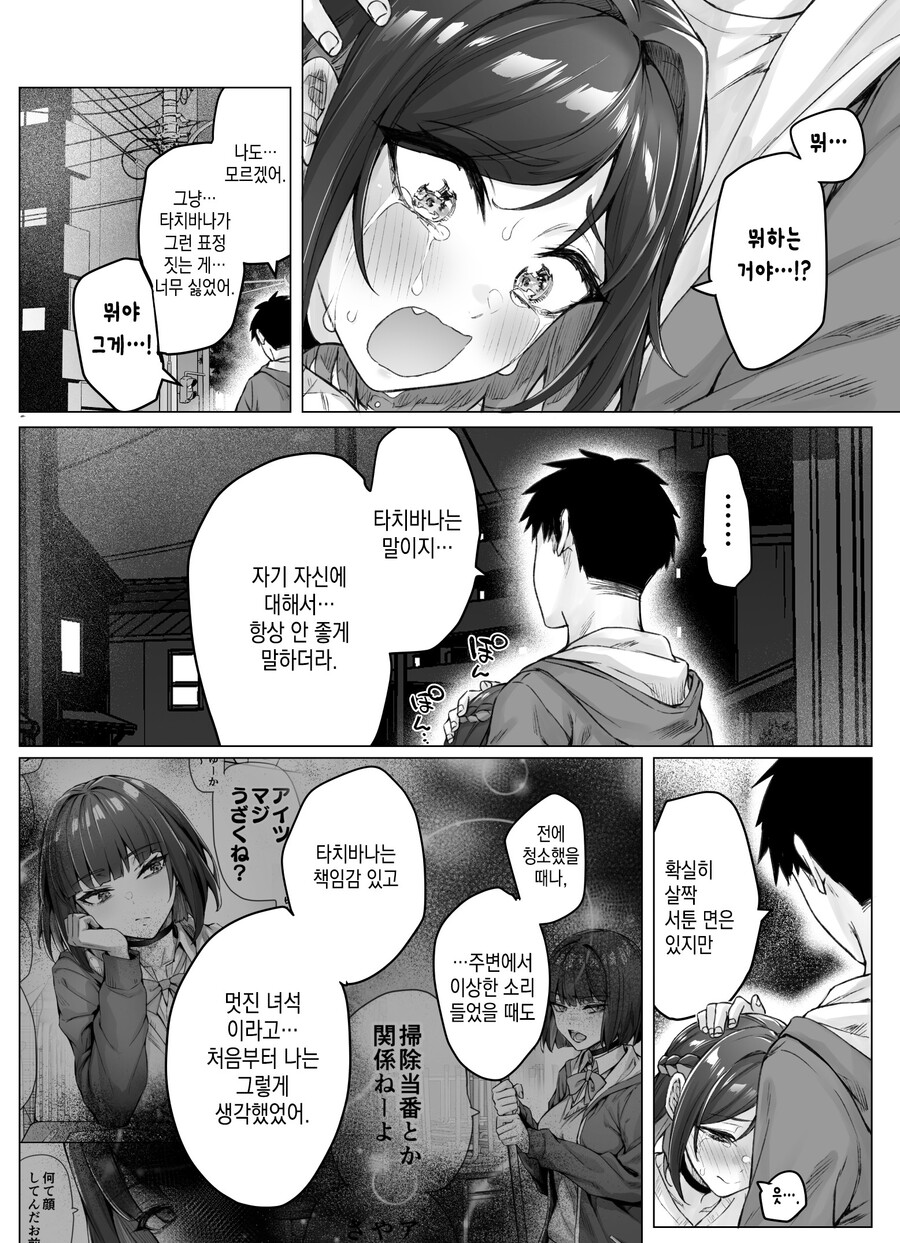 뭐…
뭐하는
거야…!?
나도…
모르겠어.
그냥…
타치바나가
그런 표정
짓는 게…
너무 싫었어.
뭐야
그게…!
……
타치바나는
말이지…
자기 자신에
대해서…
항상 안 좋게
말하더라.
ぽん
ぽん…
확실히
살짝
서툰 면은
있지만
읏….
전에
청소했을
때나,
…주변에서
이상한 소리
들었을 때도
타치바나는
책임감 있고
멋진 녀석
이라고…
처음부터 나는
그렇게
생각했었어.
アイツ
マジ
うざくね?
掃除当番とか
関係ねーよ
何て顔
してんだお前